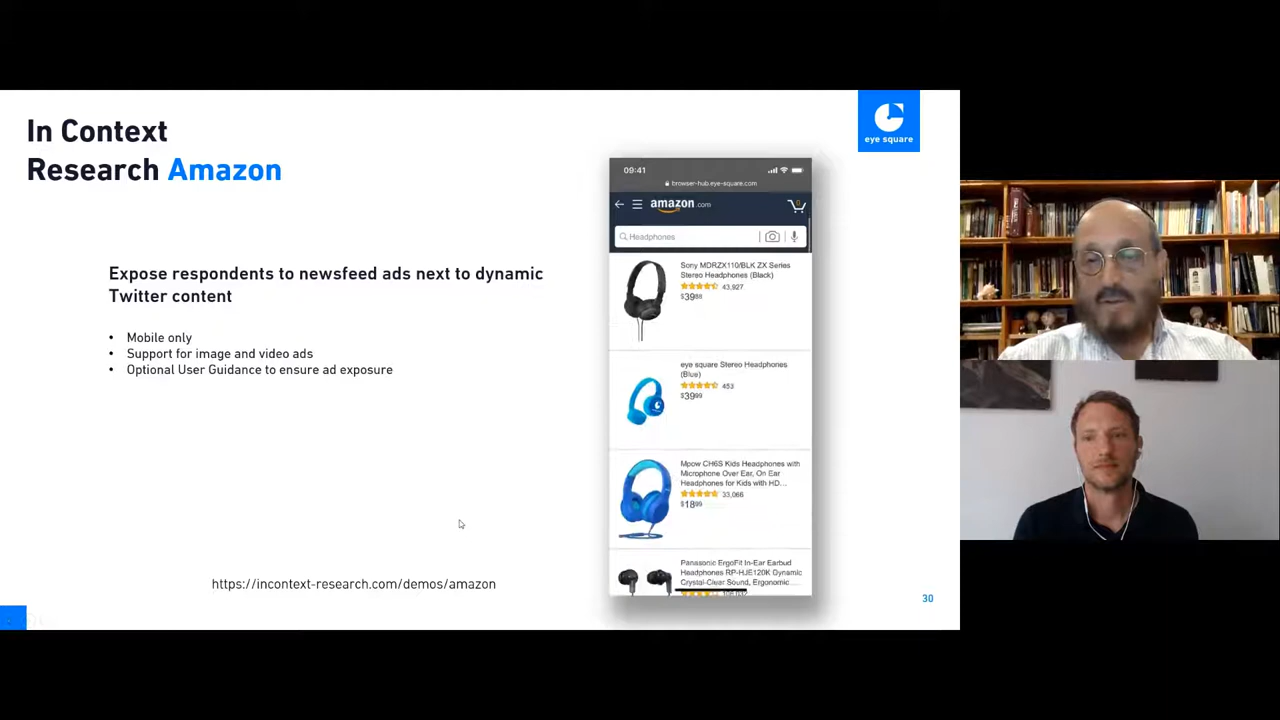 In Context
Research Amazon
eye square
Expose respondents to newsfeed ads next to dynamic
Twitter content
• Mobile only
• Support for image and video ads
• Optional User Guidance to ensure ad exposure
https://incontext-research.com/demos/amazon
30
09:41
browser-hub.eye-square.com
amazon.com
0
Headphones
Sony MDRZX110/BLK ZX Series
Stereo Headphones (Black)
43,927
$3988
eye square Stereo Headphones
(Blue)
453
$3999
Mpow CH6S Kids Headphones with
Microphone Over Ear, On Ear
Headphones for Kids with HD...
33,066
$1899
Panasonic ErgoFit In-Ear Earbud
Headphones RP-HJE120K Dynamic
Crystal-Clear Sound, Ergonomic...